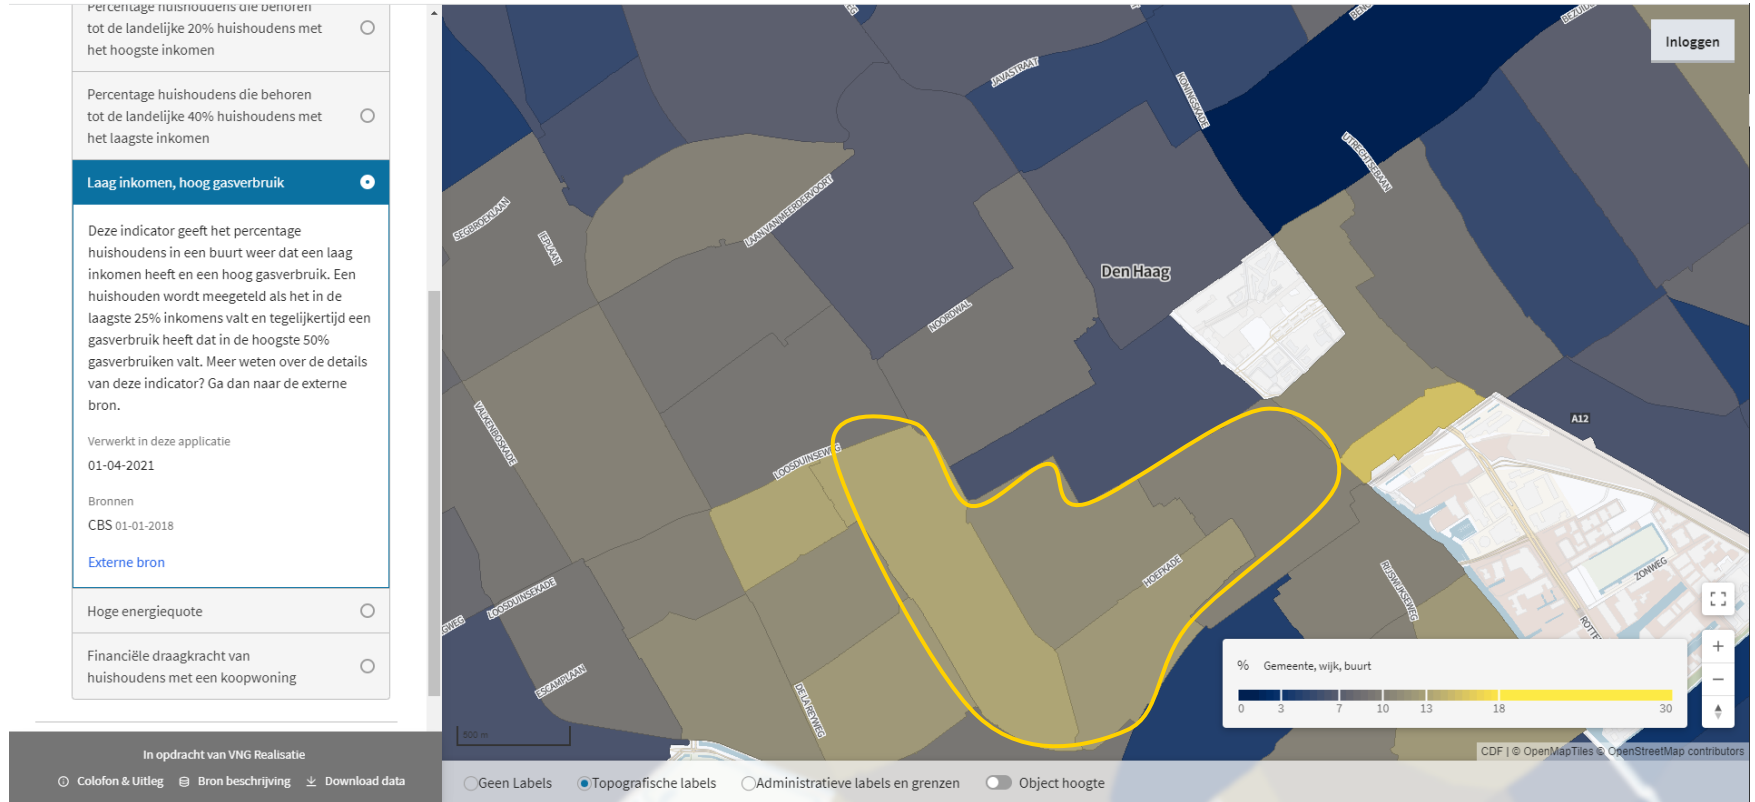 Percentage huishoudens die behoren
tot de landelijke 20% huishoudens met
het hoogste inkomen
Percentage huishoudens die behoren
tot de landelijke 40% huishoudens met
het laagste inkomen
Laag inkomen, hoog gasverbruik
Deze indicator geeft het percentage
huishoudens in een buurt weer dat een laag
inkomen heeft en een hoog gasverbruik. Een
huishouden wordt meegeteld als het in de
laagste 25% inkomens valt en tegelijkertijd een
gasverbruik heeft dat in de hoogste 50%
gasverbruiken valt. Meer weten over de details
van deze indicator? Ga dan naar de externe
bron.
Verwerkt in deze applicatie
01-04-2021
Bronnen
CBS 01-01-2018
Externe bron
Hoge energiequote
Financiële draagkracht van
huishoudens met een koopwoning
In opdracht van VNG Realisatie
Colofon & Uitleg
Bron beschrijving
Download data
Inloggen
BEZUID
JAVASTRAAT
KONINGSKADE
UTRECHTSEBAAN
SEGBROEKLAAN
IEPLAAN
LAAN VAN MEERDERVOORT
Den Haag
NOORDWAL
VALKENBOSKADE
LOOSDUINSEWEG
A12
HOEFKADE
RIJSWIJKSEWEG
ZONWEG
LOOSDUINSEKADE
GWEG
ESCAMPLAAN
DE LA REYWEG
ROTTE
500 m
% Gemeente, wijk, buurt
0 3 7 10 13 18 30
CDF | © OpenMapTiles © OpenStreetMap contributors
Geen Labels
Topografische labels
Administratieve labels en grenzen
Object hoogte